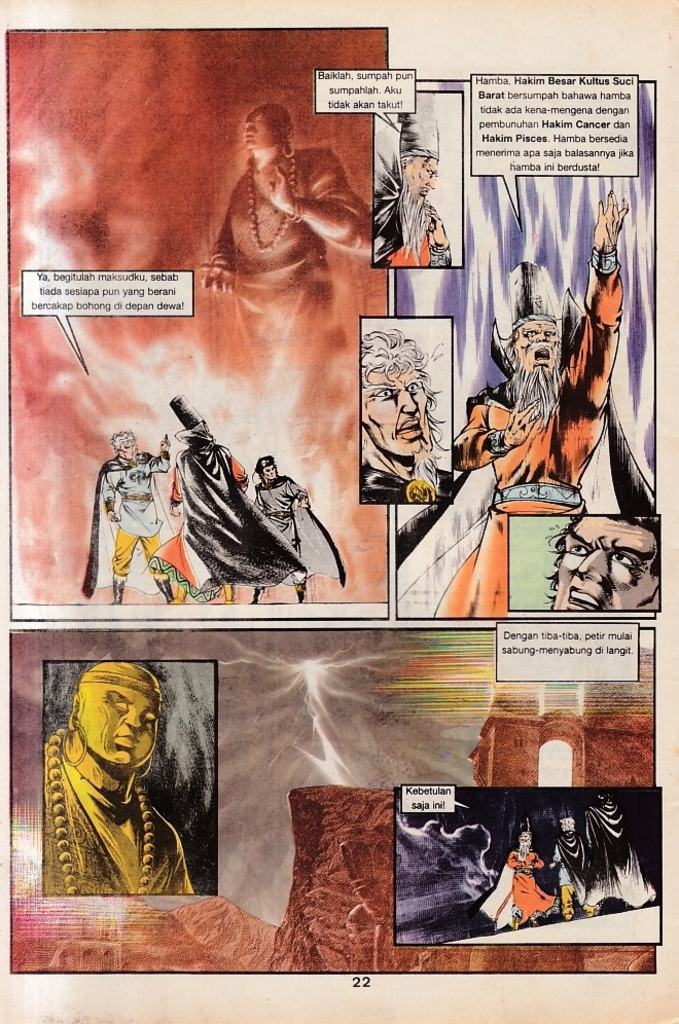 Ya, begitulah maksudku, sebab
tiada sesiapa pun yang berani
bercakap bohong di depan dewa!
Baiklah, sumpah pun
sumpahlah. Aku
tidak akan takut!
Hamba, Hakim Besar Kultus Suci
Barat bersumpah bahawa hamba
tidak ada kena-mengena dengan
pembunuhan Hakim Cancer dan
Hakim Pisces. Hamba bersedia
menerima apa saja balasannya jika
hamba ini berdusta!
Dengan tiba-tiba, petir mulai
sabung-menyabung di langit.
Kebetulan
saja ini!
22